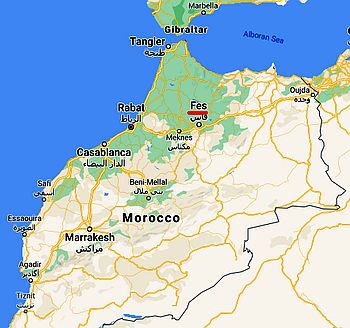 Marbella
Gibraltar
Alboran Sea
Tangier
طنجة
Fes
فاس
Oujda
وجدة
Rabat
الرباط
Meknes
مكناس
Casablanca
الدار البيضاء
Safi
آسفي
Beni-Mellal
بني ملال
Essaouira
الصويرة
Morocco
Marrakesh
مراكش
Agadir
أكادير
Tiznit
تيزنيت